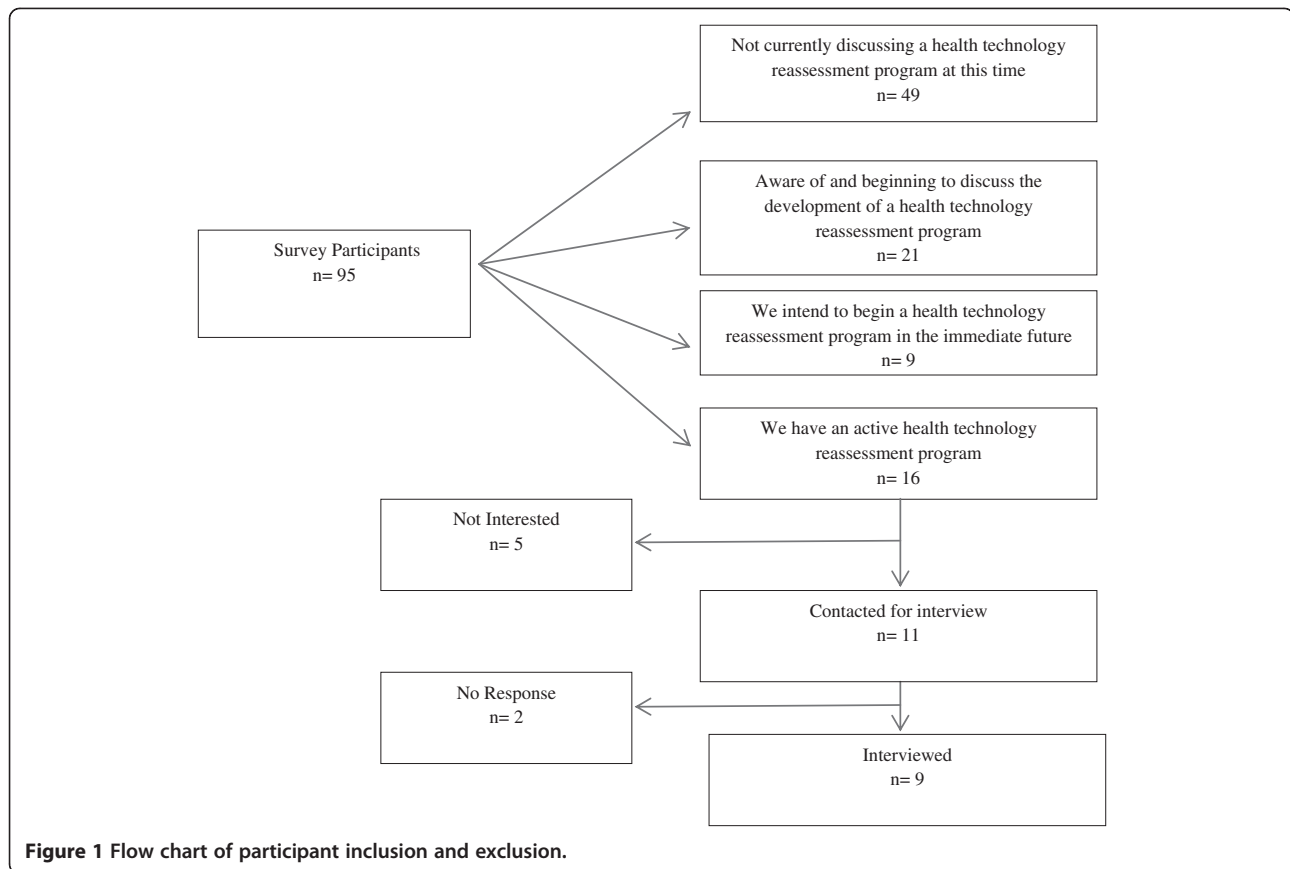 Not currently discussing a health technology
reassessment program at this time
n= 49
Aware of and beginning to discuss the
development of a health technology
reassessment program
n= 21
Survey Participants
n= 95
We intend to begin a health technology
reassessment program in the immediate future
n= 9
We have an active health technology
reassessment program
n= 16
Not Interested
n= 5
Contacted for interview
n= 11
No Response
n= 2
Interviewed
n= 9
Figure 1 Flow chart of participant inclusion and exclusion.